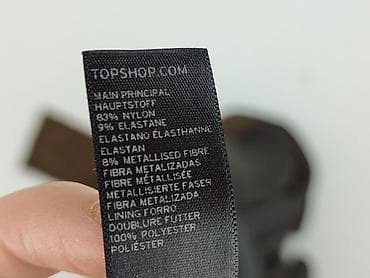 TOPSHOP.COM
MAIN PRINCIPAL
HAUPTSTOFF
83% NYLON
9% ELASTANE
ELASTANO ÉLASTHANNE
ELASTAN
8% METALLISED FIBRE
FIBRA METALIZADAS
FIBRE MÉTALLISÉE
METALLISIERTE FASER
FIBRA METALIZADA
LINING FORRO
DOUBLURE FUTTER
100% POLYESTER
POLIÉSTER